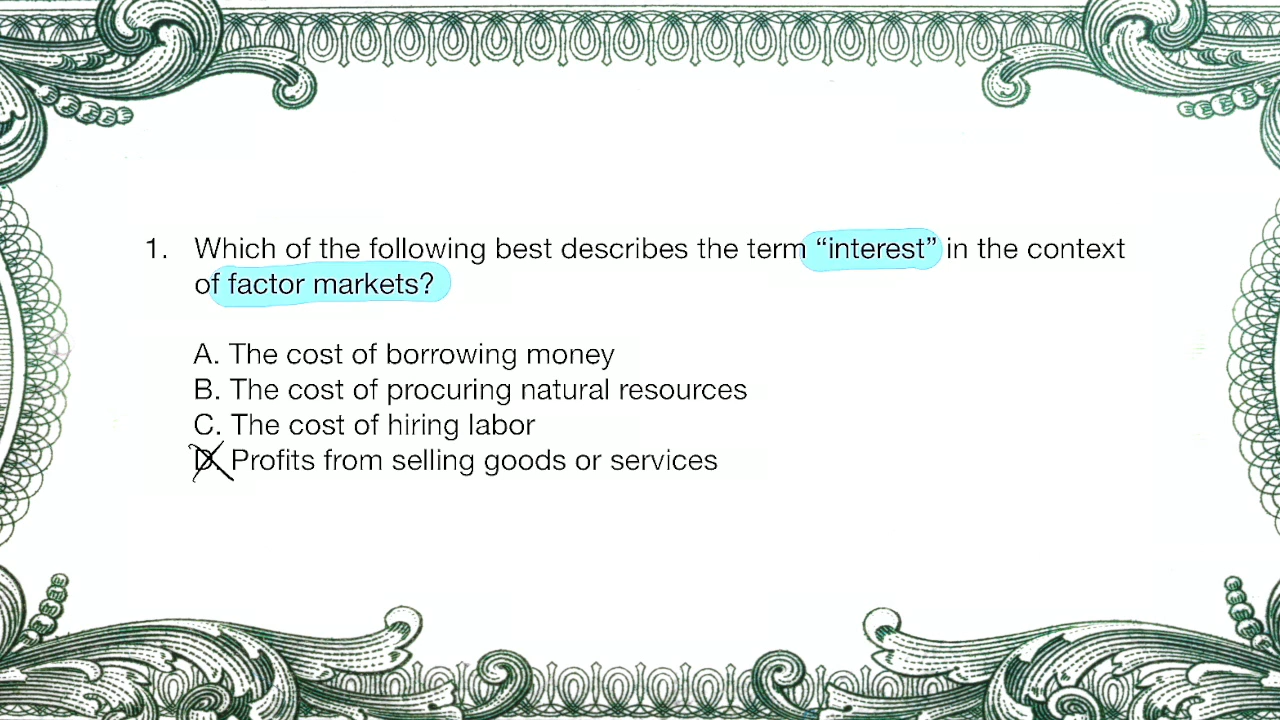 1. Which of the following best describes the term “interest” in the context
of factor markets?
A. The cost of borrowing money
B. The cost of procuring natural resources
C. The cost of hiring labor
D. Profits from selling goods or services